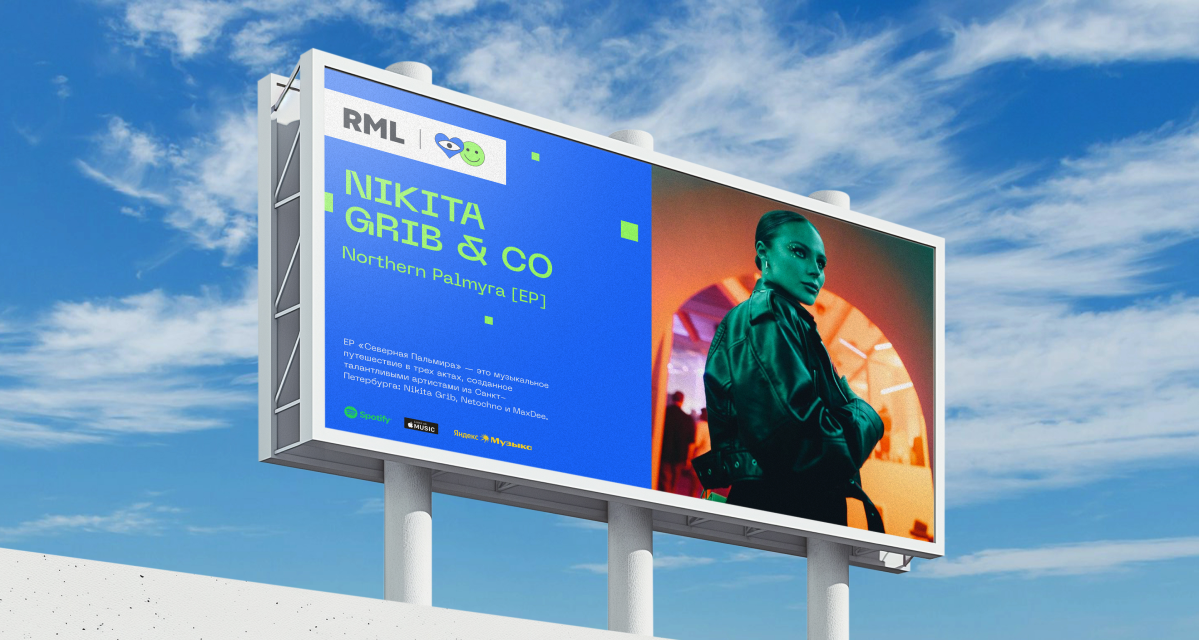 RML
NIKITA
GRIB & CO
Northern Palmyra [EP]
EP «Северная Пальмира» — это музыкальное
путешествие в трех актах, созданное
талантливыми артистами из Санкт-
Петербурга: Nikita Grib, Netochno и MaxDee.
Spotify
MUSIC
Яндекс Музыкс